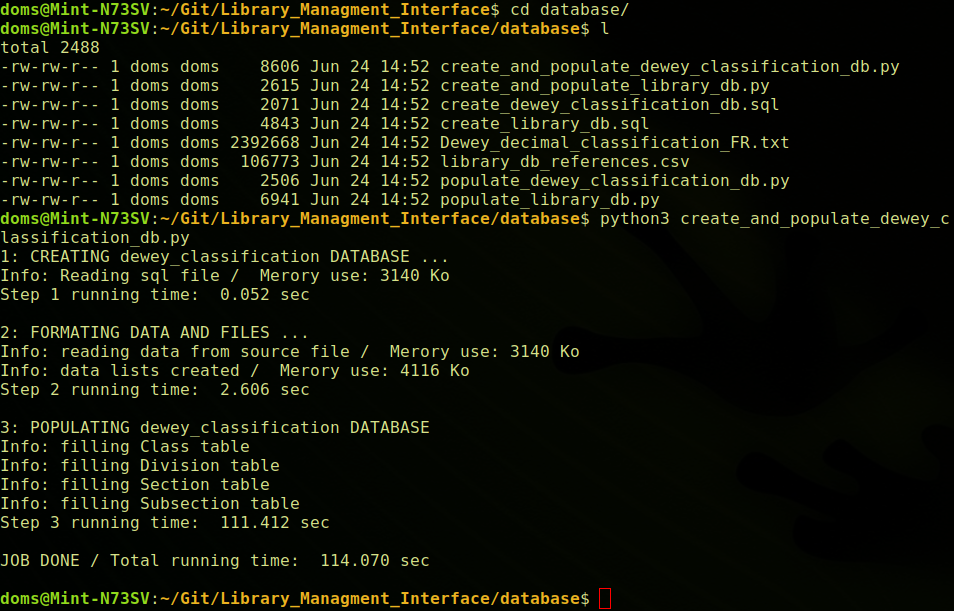 doms@Mint-N73SV:~/Git/Library_Managment_Interface$ cd database/
doms@Mint-N73SV:~/Git/Library_Managment_Interface/database$ l
total 2488
-rw-rw-r-- 1 doms doms    8606 Jun 24 14:52 create_and_populate_dewey_classification_db.py
-rw-rw-r-- 1 doms doms    2615 Jun 24 14:52 create_and_populate_library_db.py
-rw-rw-r-- 1 doms doms    2071 Jun 24 14:52 create_dewey_classification_db.sql
-rw-rw-r-- 1 doms doms    4843 Jun 24 14:52 create_library_db.sql
-rw-rw-r-- 1 doms doms 2392668 Jun 24 14:52 Dewey_decimal_classification_FR.txt
-rw-rw-r-- 1 doms doms  106773 Jun 24 14:52 library_db_references.csv
-rw-rw-r-- 1 doms doms    2506 Jun 24 14:52 populate_dewey_classification_db.py
-rw-rw-r-- 1 doms doms    6941 Jun 24 14:52 populate_library_db.py
doms@Mint-N73SV:~/Git/Library_Managment_Interface/database$ python3 create_and_populate_dewey_c
lassification_db.py
1: CREATING dewey_classification DATABASE ...
Info: Reading sql file /  Merory use: 3140 Ko
Step 1 running time:  0.052 sec

2: FORMATING DATA AND FILES ...
Info: reading data from source file /  Merory use: 3140 Ko
Info: data lists created /  Merory use: 4116 Ko
Step 2 running time:  2.606 sec

3: POPULATING dewey_classification DATABASE
Info: filling Class table
Info: filling Division table
Info: filling Section table
Info: filling Subsection table
Step 3 running time:  111.412 sec

JOB DONE / Total running time:  114.070 sec

doms@Mint-N73SV:~/Git/Library_Managment_Interface/database$